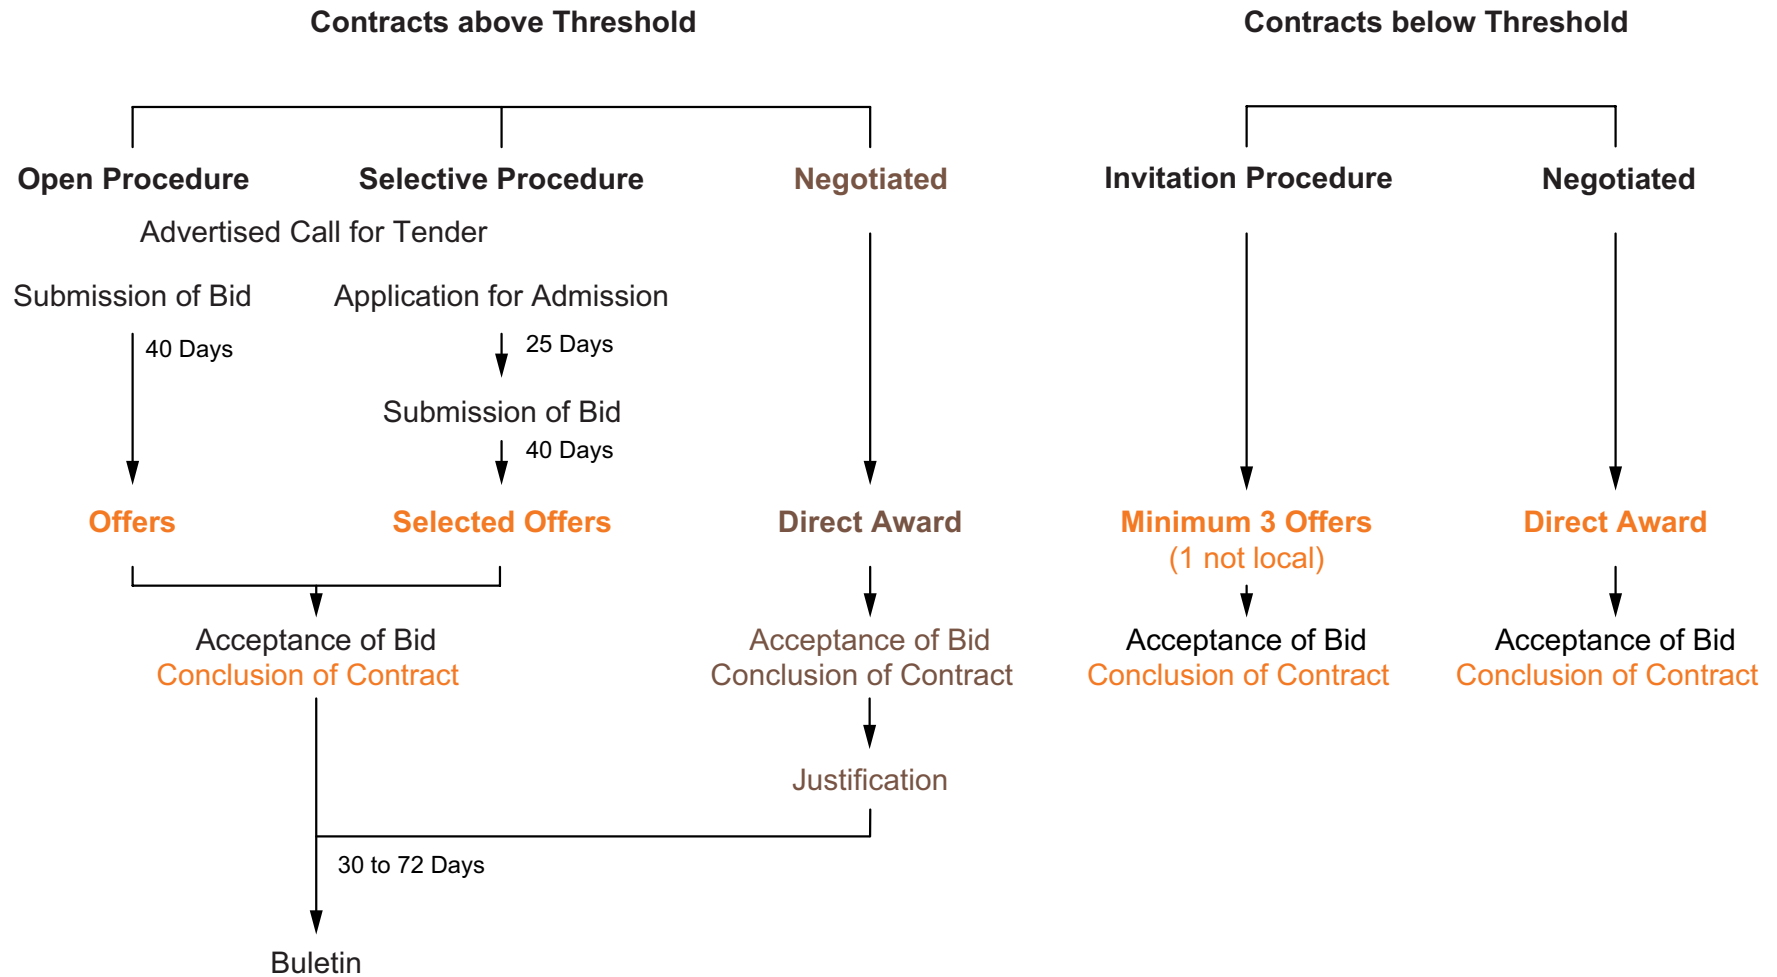 Contracts above Threshold
Contracts below Threshold
Open Procedure
Selective Procedure
Negotiated
Invitation Procedure
Negotiated
Advertised Call for Tender
Submission of Bid
Application for Admission
40 Days
25 Days
Submission of Bid
40 Days
Offers
Selected Offers
Direct Award
Minimum 3 Offers
(1 not local)
Direct Award
Acceptance of Bid
Conclusion of Contract
Acceptance of Bid
Conclusion of Contract
Acceptance of Bid
Conclusion of Contract
Acceptance of Bid
Conclusion of Contract
Justification
30 to 72 Days
Buletin